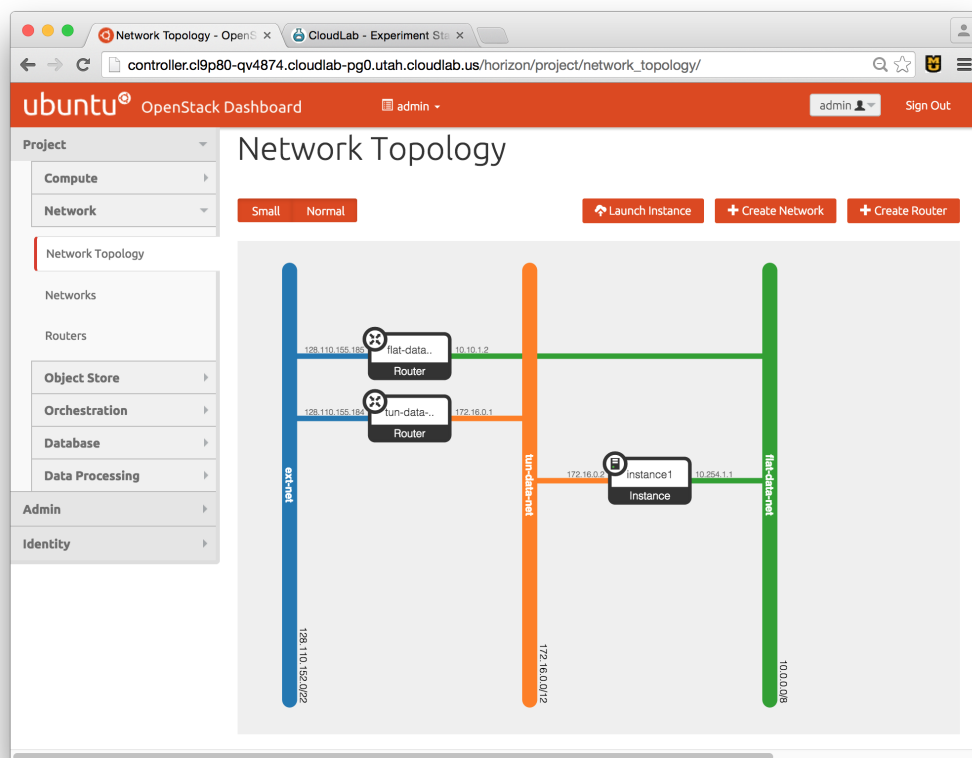 Network Topology - OpenS
CloudLab - Experiment Sta
controller.cl9p80-qv4874.cloudlab-pg0.utah.cloudlab.us/horizon/project/network_topology/
ubuntu OpenStack Dashboard
admin
admin
Sign Out
Project
Compute
Network
Network Topology
Networks
Routers
Object Store
Orchestration
Database
Data Processing
Admin
Identity
Network Topology
Small
Normal
Launch Instance
Create Network
Create Router
128.110.155.185
flat-data..
Router
10.10.1.2
128.110.155.184
tun-data-..
Router
172.16.0.1
ext-net
tun-data-net
172.16.0.2
instance1
Instance
10.254.1.1
flat-data-net
128.110.152.0/22
172.16.0.0/12
10.0.0.0/8